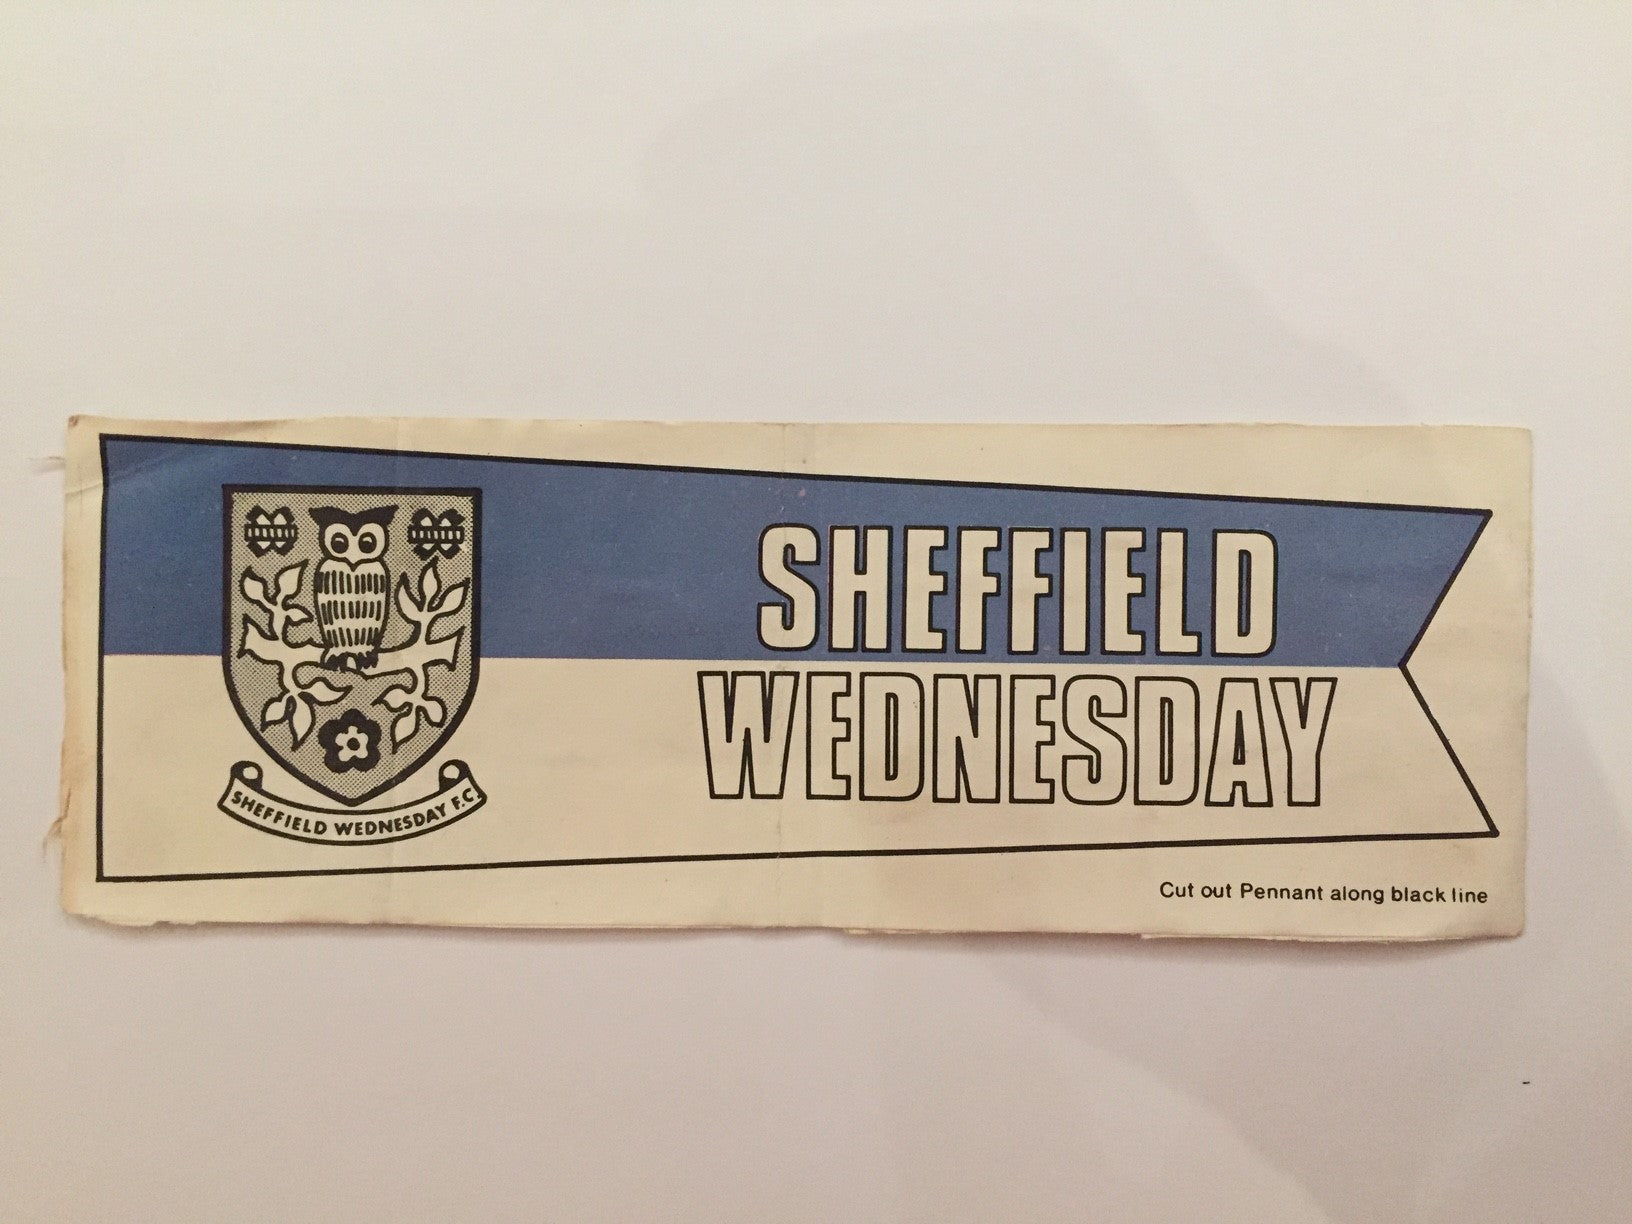 SHEFFIELD
WEDNESDAY
SHEFFIELD WEDNESDAY F.C.
Cut out Pennant along black line